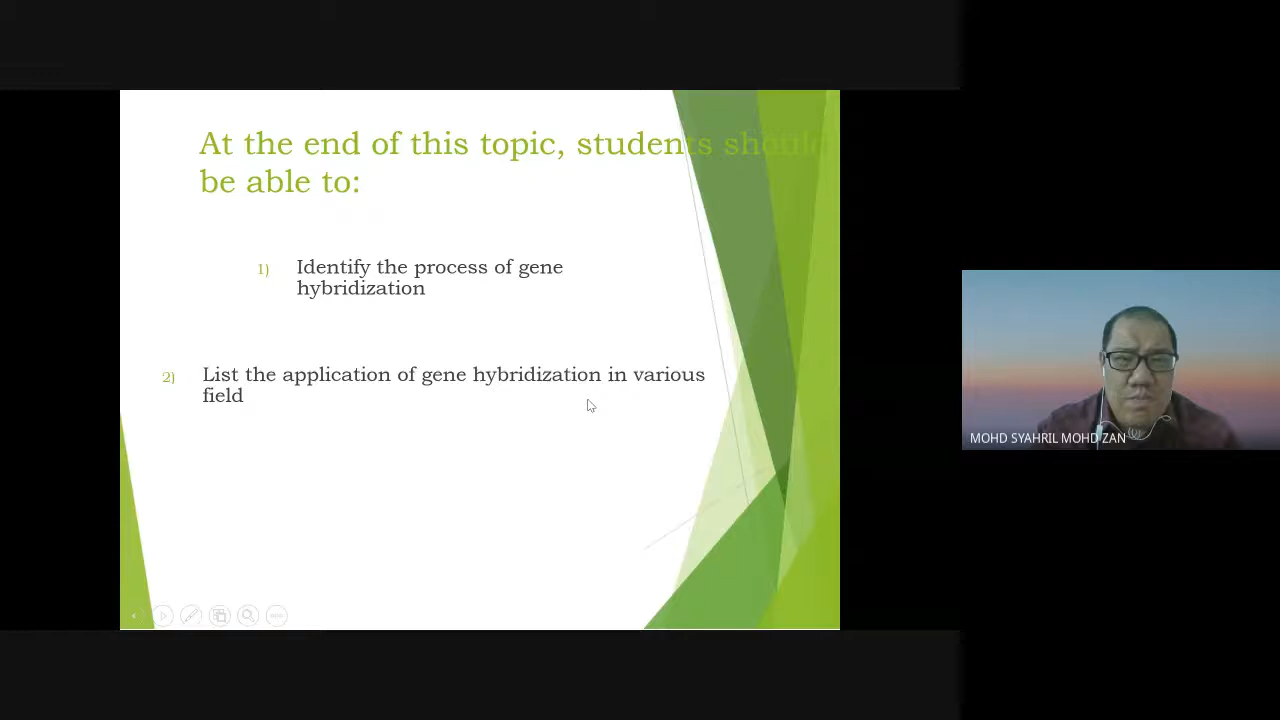 At the end of this topic, students should
be able to:
1) Identify the process of gene
hybridization
2) List the application of gene hybridization in various
field
MOHD SYAHRIL MOHD ZAN